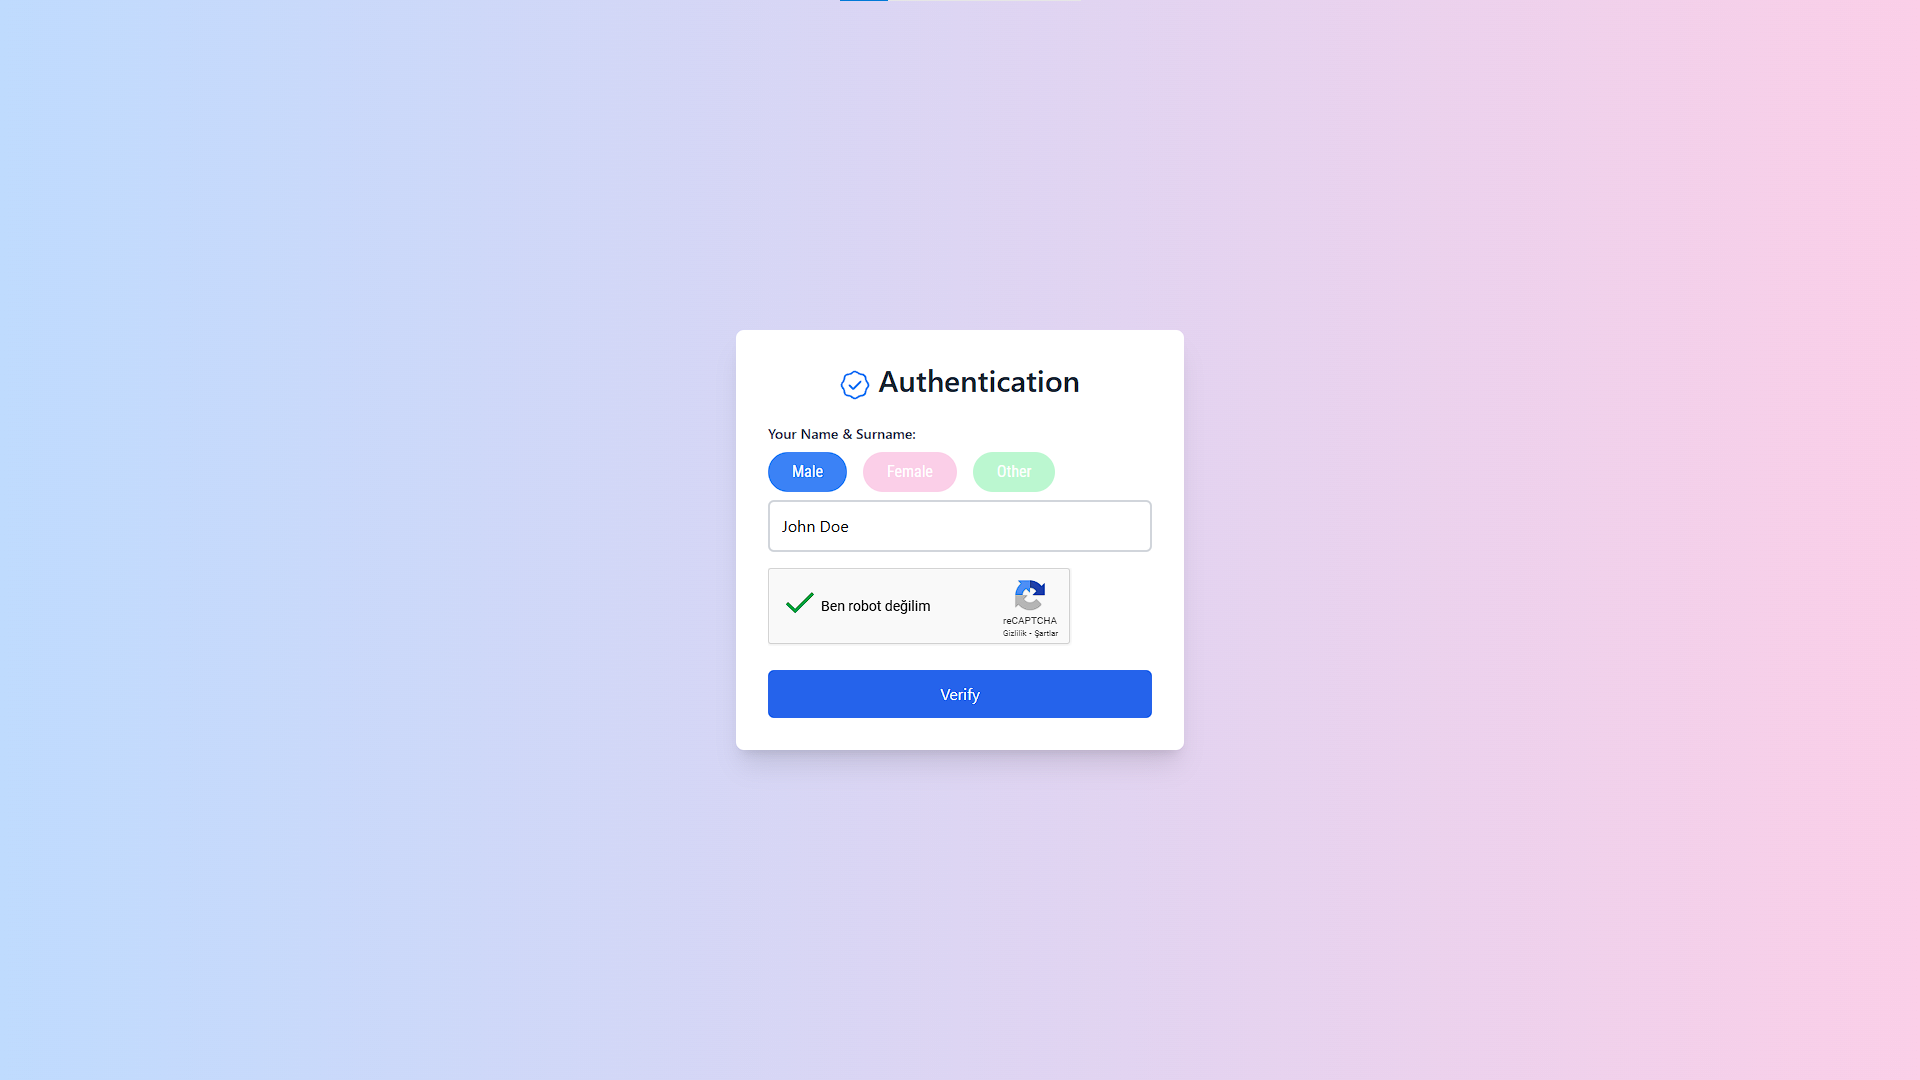 Authentication
Your Name & Surname:
Male Female Other
John Doe
Ben robot değilim
reCAPTCHA
Gizlilik - Şartlar
Verify